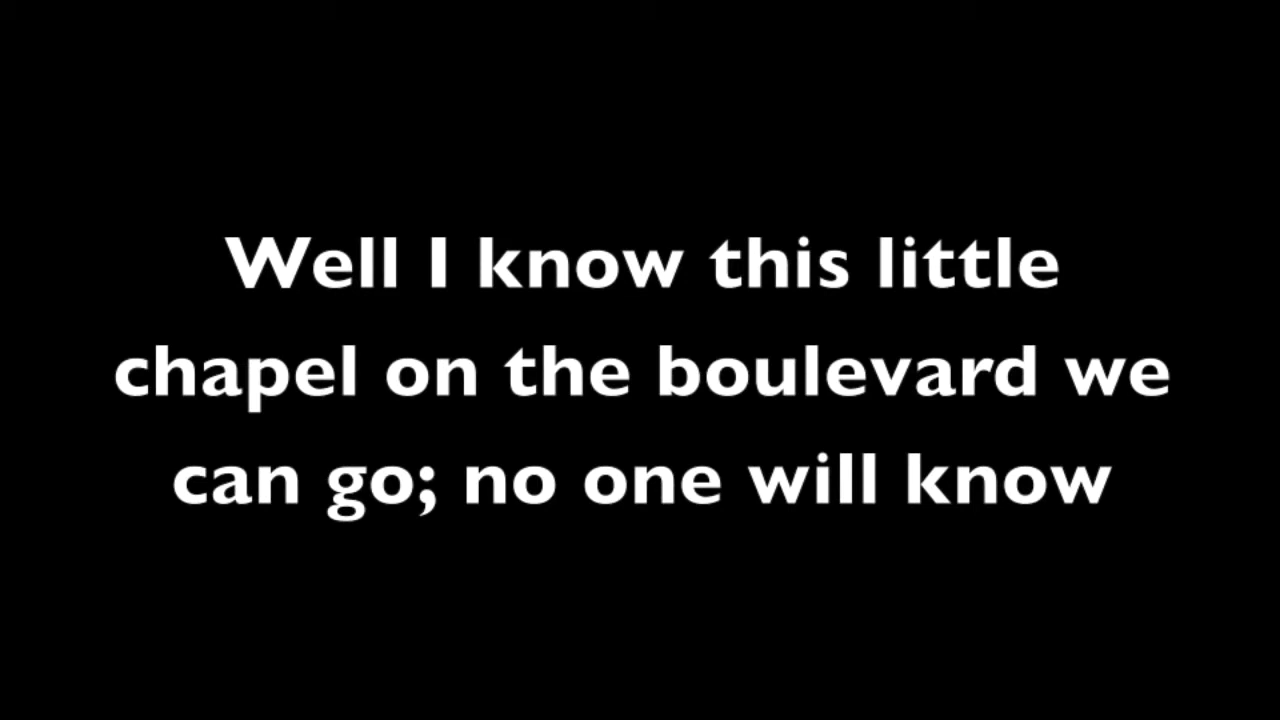 Well I know this little
chapel on the boulevard we
can go; no one will know